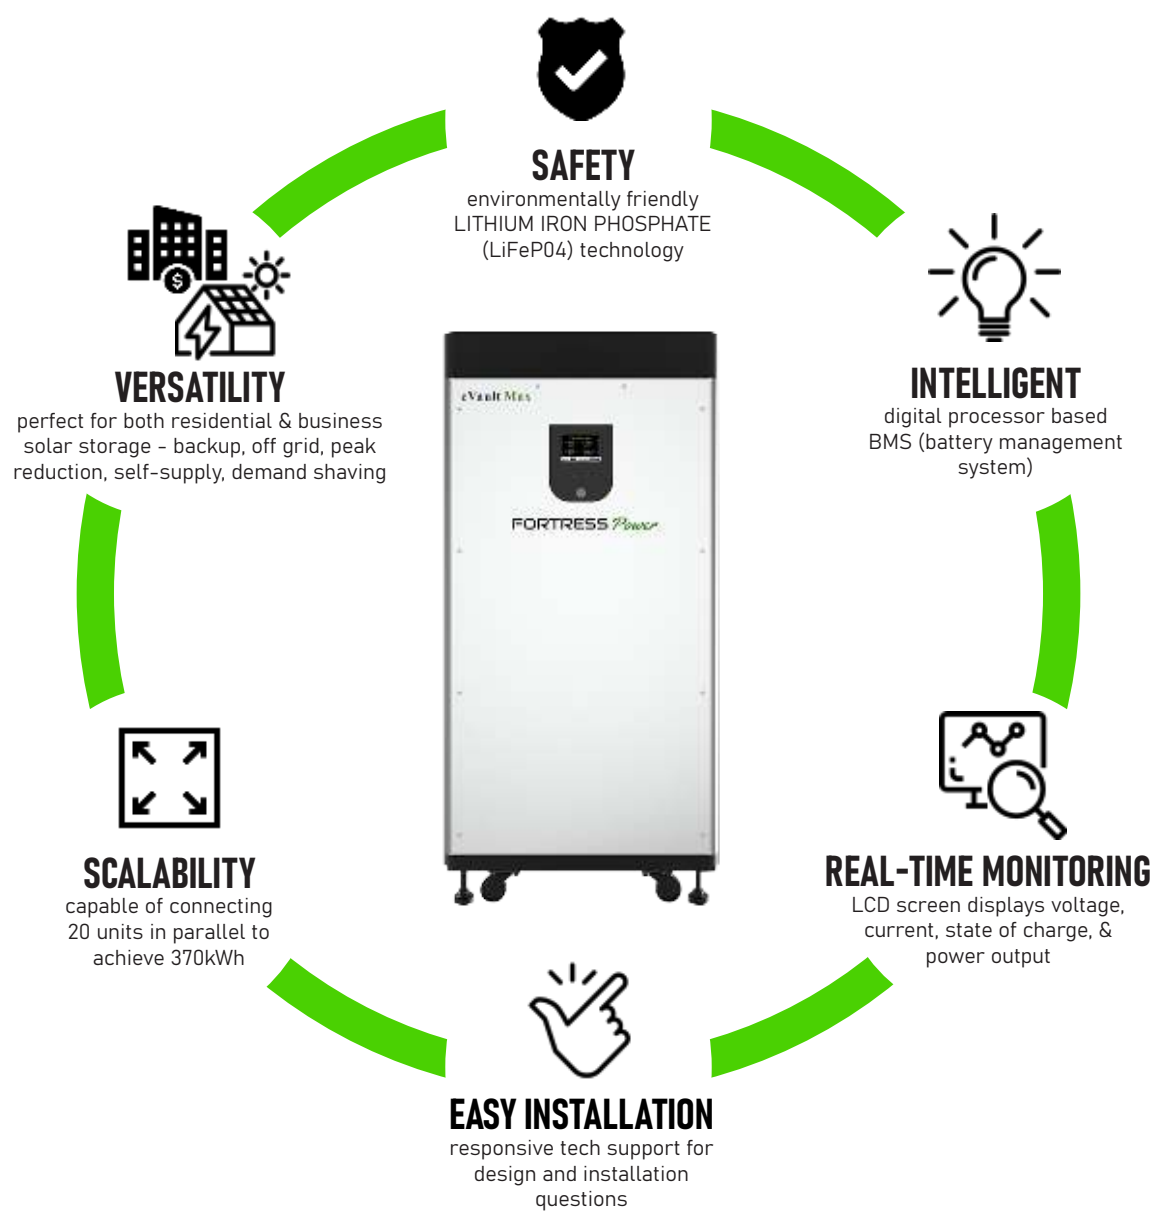 SAFETY
environmentally friendly
LITHIUM IRON PHOSPHATE
(LiFeP04) technology
$
VERSATILITY
perfect for both residential & business
solar storage - backup, off grid, peak
reduction, self-supply, demand shaving
INTELLIGENT
digital processor based
BMS (battery management
system)
eVault Max
FORTRESS Power
SCALABILITY
capable of connecting
20 units in parallel to
achieve 370kWh
REAL-TIME MONITORING
LCD screen displays voltage,
current, state of charge, &
power output
EASY INSTALLATION
responsive tech support for
design and installation
questions